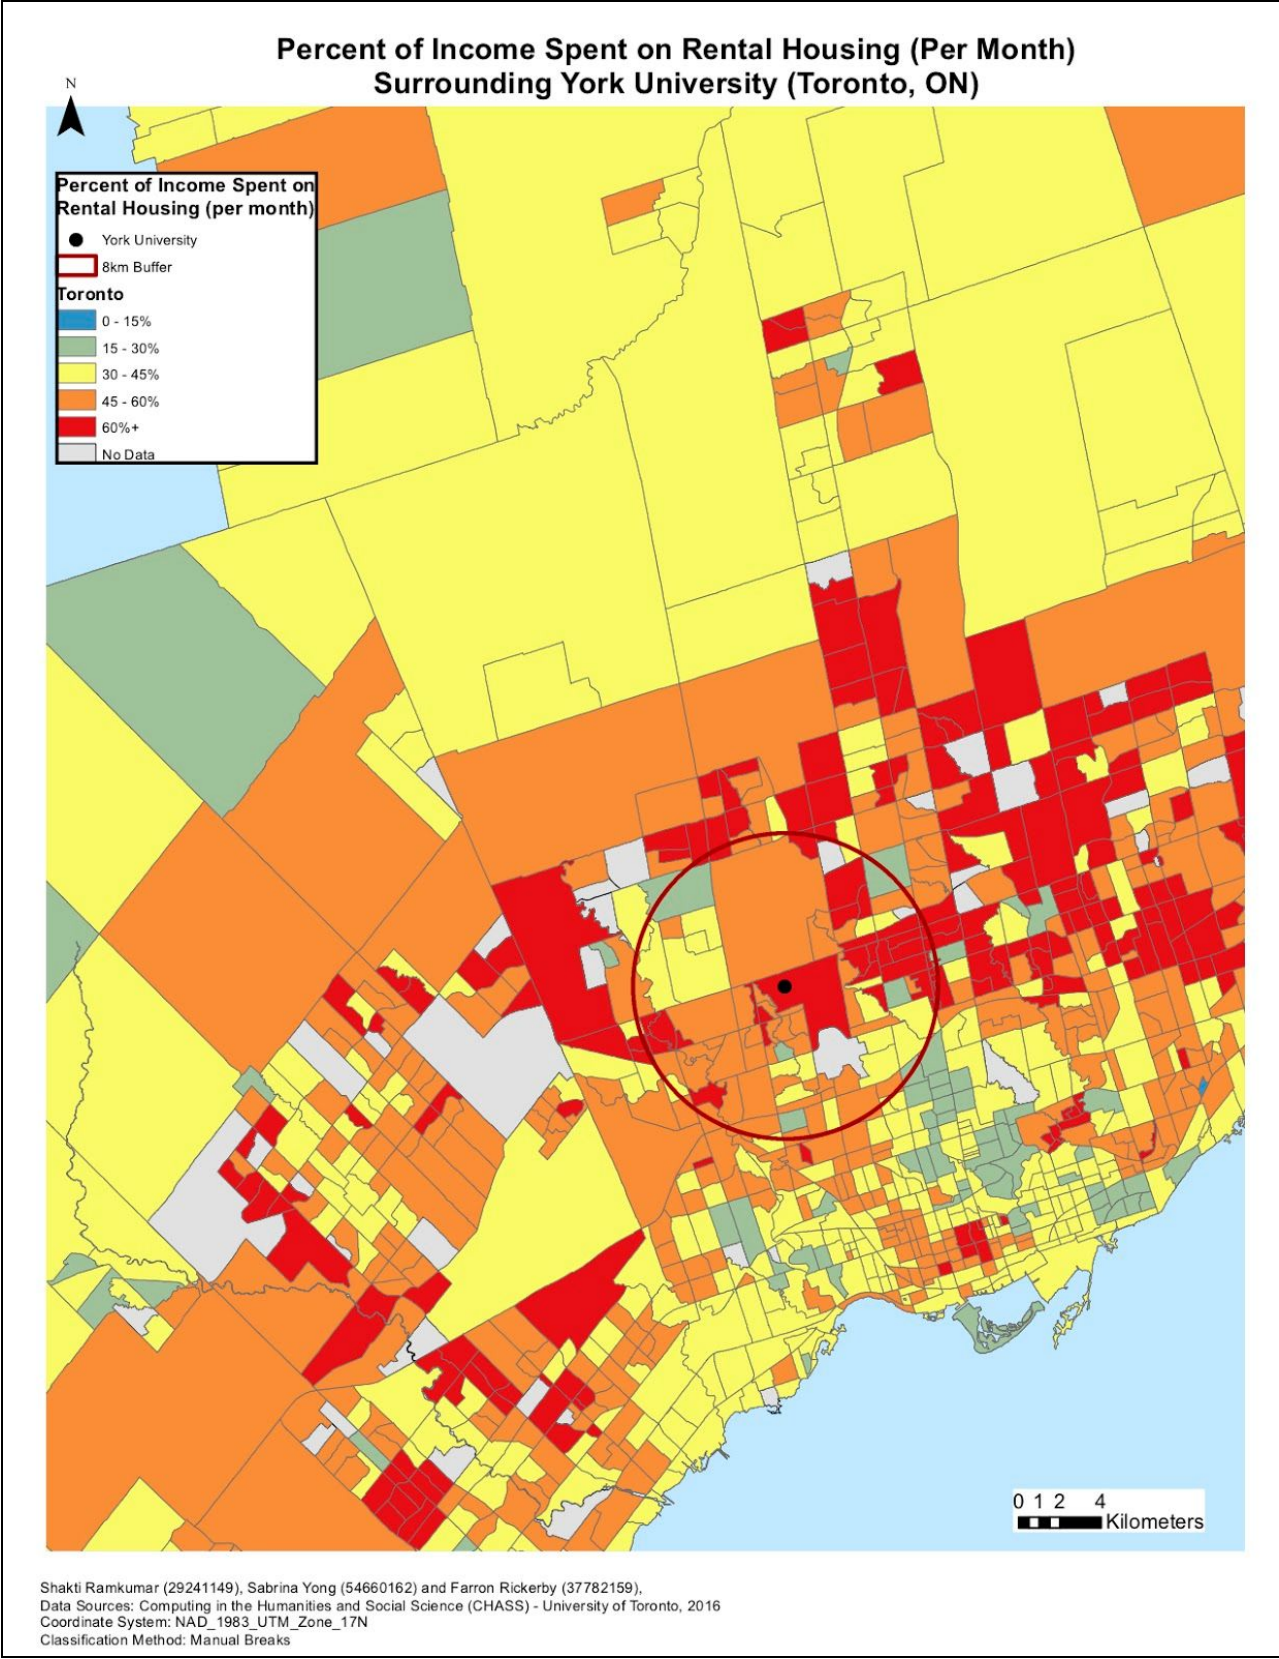 Percent of Income Spent on Rental Housing (Per Month)
Surrounding York University (Toronto, ON)
N
Percent of Income Spent on
Rental Housing (per month)
York University
8km Buffer
Toronto
0 - 15%
15 - 30%
30 - 45%
45 - 60%
60%+
No Data
0 1 2 4
Kilometers
Shakti Ramkumar (29241149), Sabrina Yong (54660162) and Farron Rickerby (37782159),
Data Sources: Computing in the Humanities and Social Science (CHASS) - University of Toronto, 2016
Coordinate System: NAD_1983_UTM_Zone_17N
Classification Method: Manual Breaks